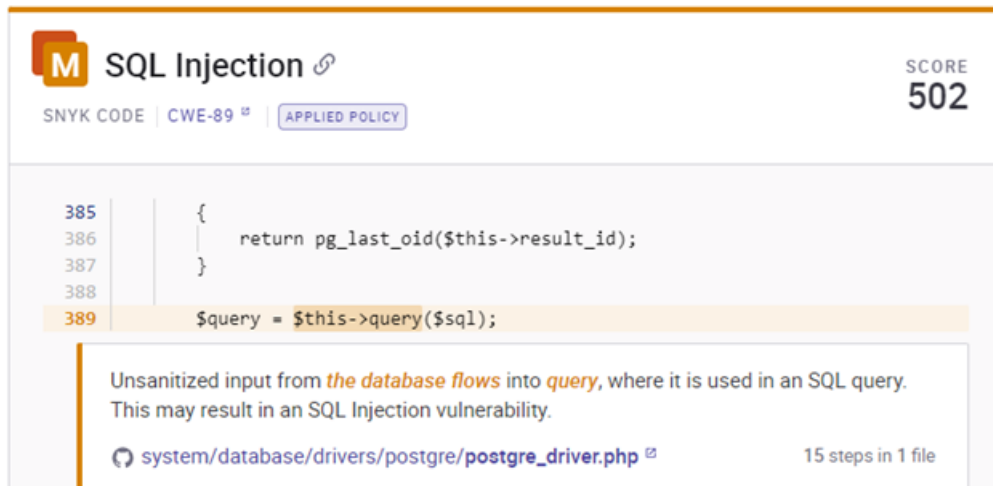 M SQL Injection
SCORE
502
SNYK CODE | CWE-89 | APPLIED POLICY
385 {
386 return pg_last_oid($this->result_id);
387 }
388
389 $query = $this->query($sql);
Unsanitized input from the database flows into query, where it is used in an SQL query.
This may result in an SQL Injection vulnerability.
system/database/drivers/postgre/postgre_driver.php 15 steps in 1 file